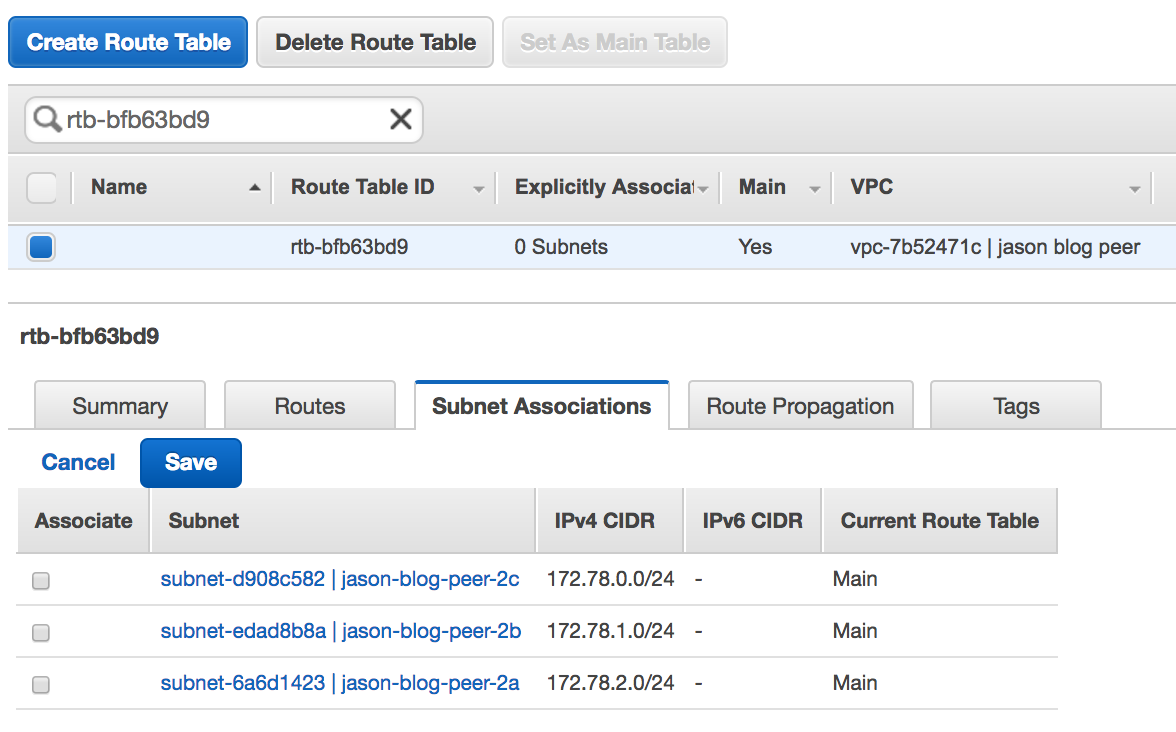 Create Route Table Delete Route Table Set As Main Table
rtb-bfb63bd9
Name Route Table ID Explicitly Associat Main VPC
rtb-bfb63bd9 0 Subnets Yes vpc-7b52471c | jason blog peer
rtb-bfb63bd9
Summary Routes Subnet Associations Route Propagation Tags
Cancel Save
Associate Subnet IPv4 CIDR IPv6 CIDR Current Route Table
subnet-d908c582 | jason-blog-peer-2c 172.78.0.0/24 - Main
subnet-edad8b8a | jason-blog-peer-2b 172.78.1.0/24 - Main
subnet-6a6d1423 | jason-blog-peer-2a 172.78.2.0/24 - Main